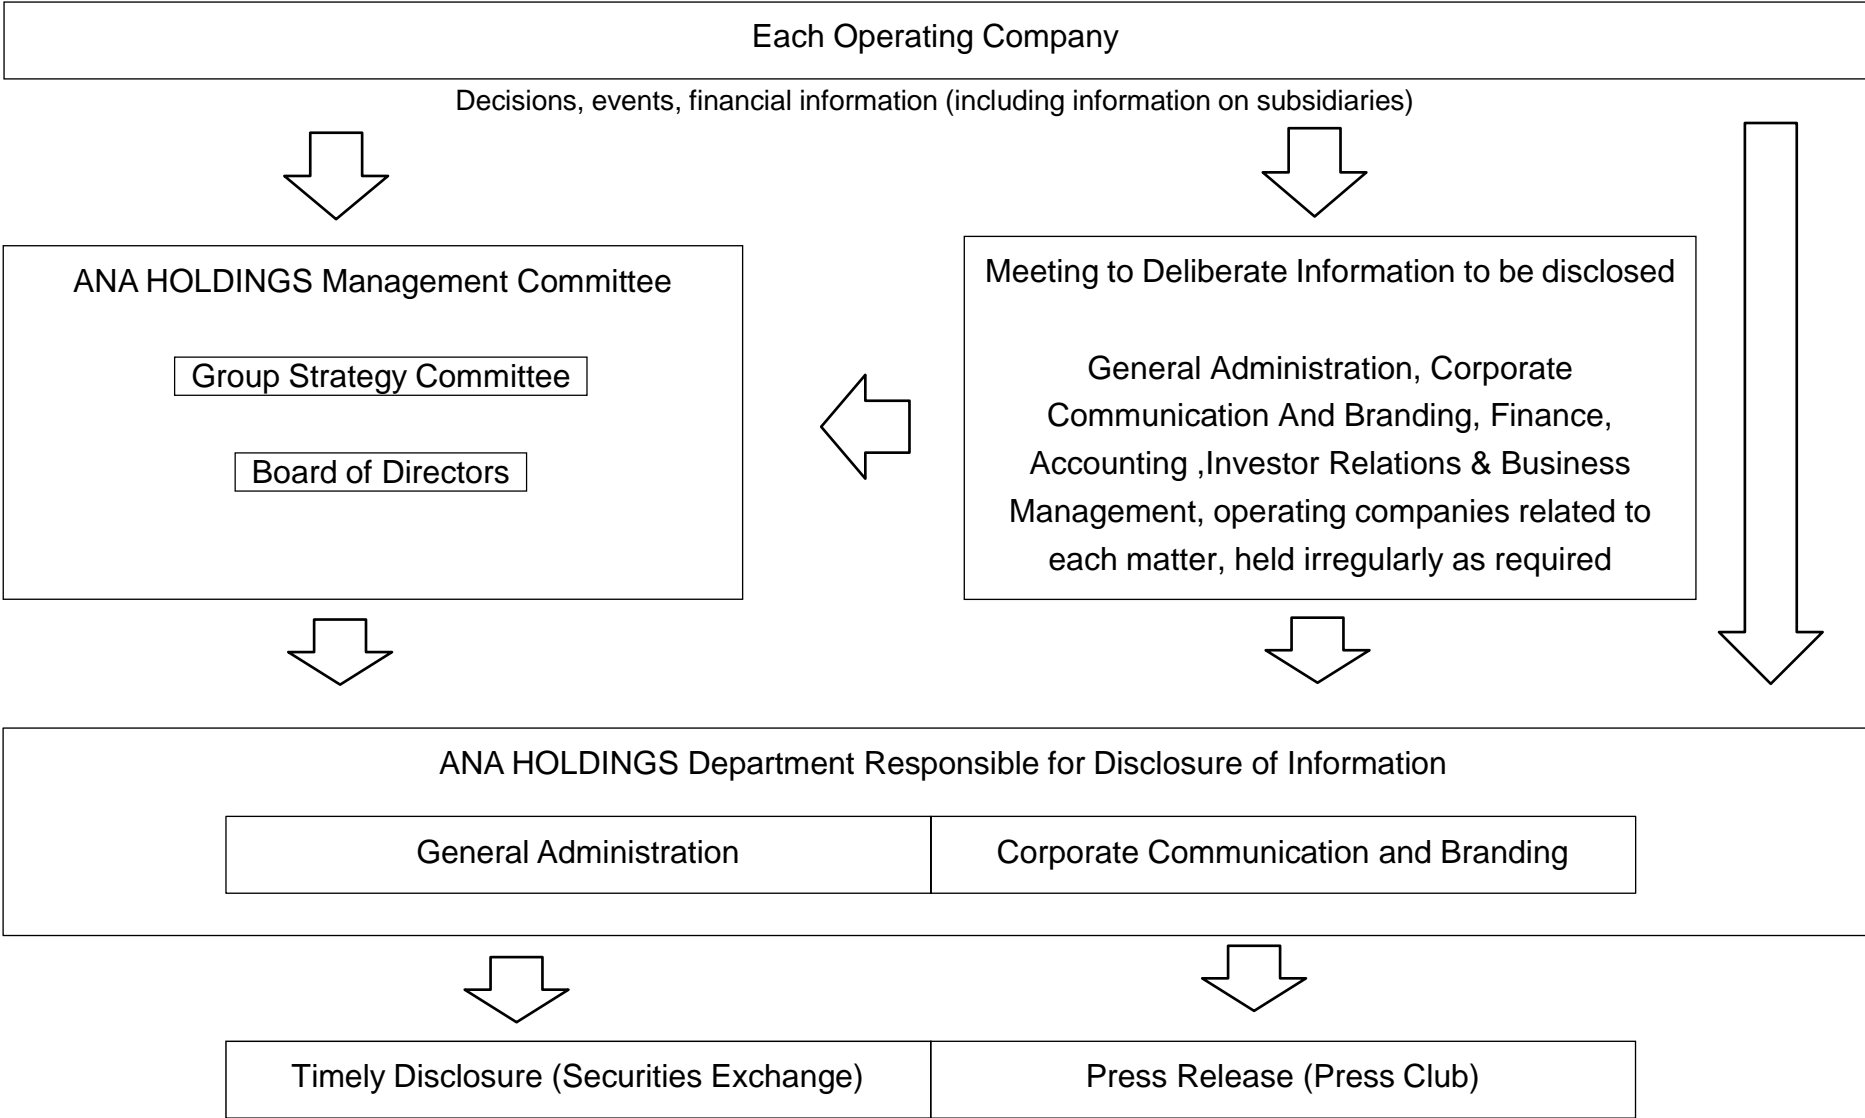 Each Operating Company
Decisions, events, financial information (including information on subsidiaries)
ANA HOLDINGS Management Committee
Group Strategy Committee
Board of Directors
Meeting to Deliberate Information to be disclosed
General Administration, Corporate
Communication And Branding, Finance,
Accounting ,Investor Relations & Business
Management, operating companies related to
each matter, held irregularly as required
ANA HOLDINGS Department Responsible for Disclosure of Information
General Administration
Corporate Communication and Branding
Timely Disclosure (Securities Exchange)
Press Release (Press Club)